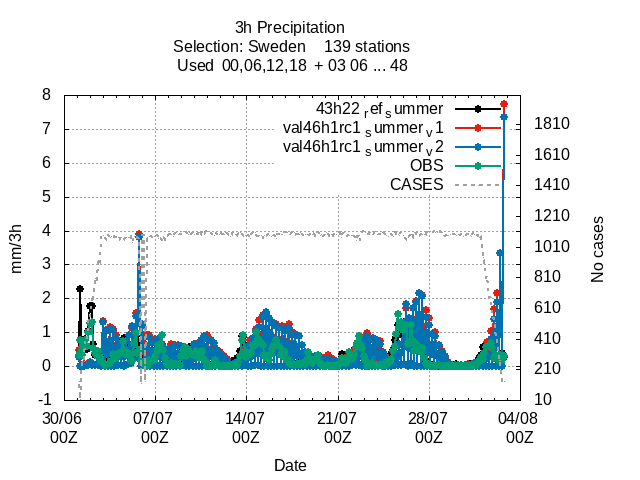 3h Precipitation
Selection: Sweden 139 stations
Used 00,06,12,18 + 03 06 ... 48
43h22 ref summer
val46h1rc1 summer v1
val46h1rc1 summer v2
OBS
CASES
8
7
6
5
4
3
2
1
0
-1
mm/3h
1810
1610
1410
1210
1010
810
610
410
210
10
No cases
30/06 07/07 14/07 21/07 28/07 04/08
00Z 00Z 00Z 00Z 00Z 00Z
Date